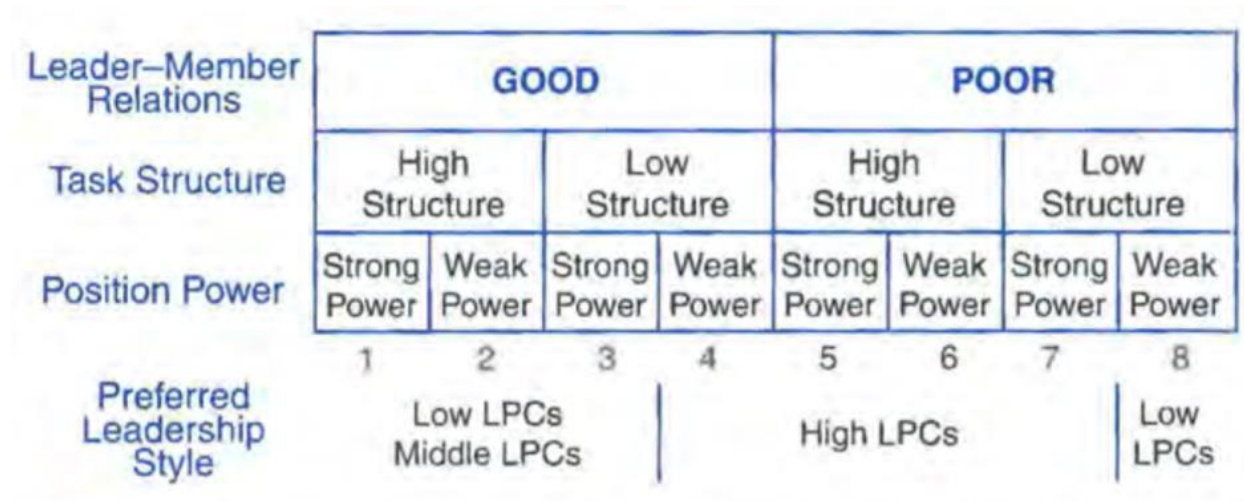 Leader–Member
Relations
GOOD
POOR
Task Structure
High
Structure
Low
Structure
High
Structure
Low
Structure
Position Power
Strong
Power
Weak
Power
Strong
Power
Weak
Power
Strong
Power
Weak
Power
Strong
Power
Weak
Power
1 2 3 4 5 6 7 8
Preferred
Leadership
Style
Low LPCs
Middle LPCs
High LPCs
Low
LPCs